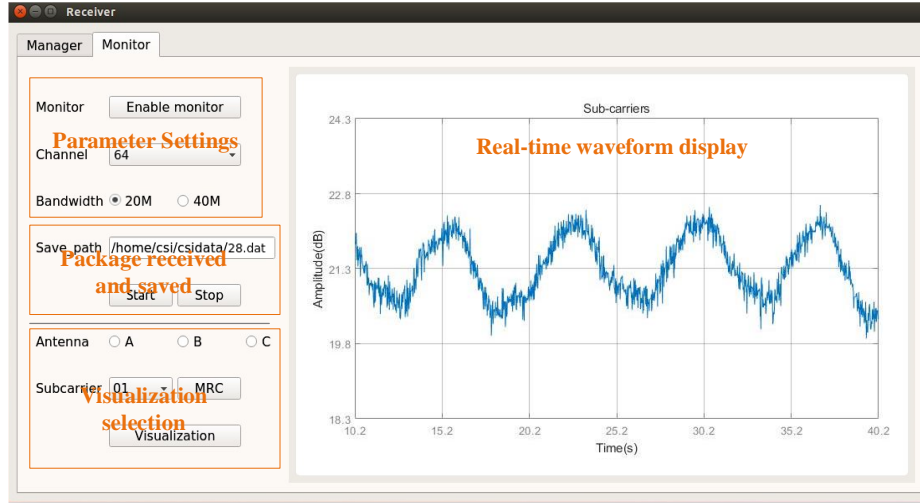 Receiver
Manager Monitor
Monitor Enable monitor
Parameter Settings
Channel 64
Bandwidth 20M 40M
Save path /home/csi/csidata/28.dat
Package received
and saved
Start Stop
Antenna A B C
Subcarrier 01 MRC
Visualization
selection
Visualization
Sub-carriers
Real-time waveform display
24.3
22.8
21.3
19.8
18.3
Amplitude(dB)
10.2 15.2 20.2 25.2 30.2 35.2 40.2
Time(s)